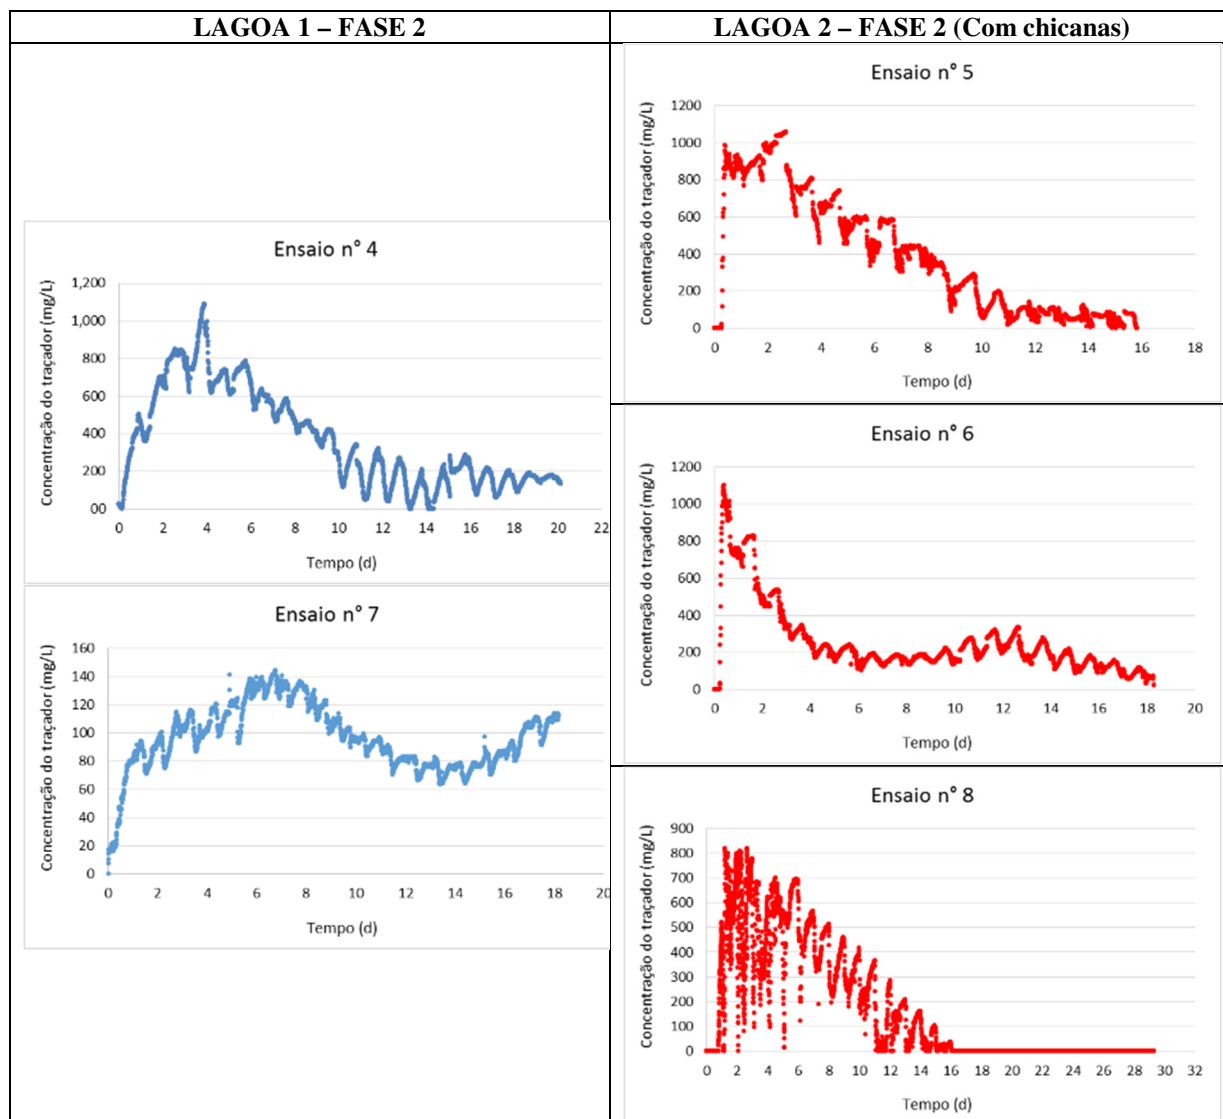 LAGOA 1 – FASE 2
LAGOA 2 – FASE 2 (Com chicanas)
Ensaio n° 4
Concentração do traçador (mg/L)
1,200
1,000
800
600
400
200
00
0 2 4 6 8 10 12 14 16 18 20 22
Tempo (d)
Ensaio n° 7
Concentração do traçador (mg/L)
160
140
120
100
80
60
40
20
0
0 2 4 6 8 10 12 14 16 18 20
Tempo (d)
Ensaio n° 5
Concentração do traçador (mg/L)
1200
1000
800
600
400
200
0
0 2 4 6 8 10 12 14 16 18
Tempo (d)
Ensaio n° 6
Concentração do traçador (mg/L)
1200
1000
800
600
400
200
0
0 2 4 6 8 10 12 14 16 18 20
Tempo (d)
Ensaio n° 8
Concentração do traçador (mg/L)
900
800
700
600
500
400
300
200
100
0
0 2 4 6 8 10 12 14 16 18 20 22 24 26 28 30 32
Tempo (d)